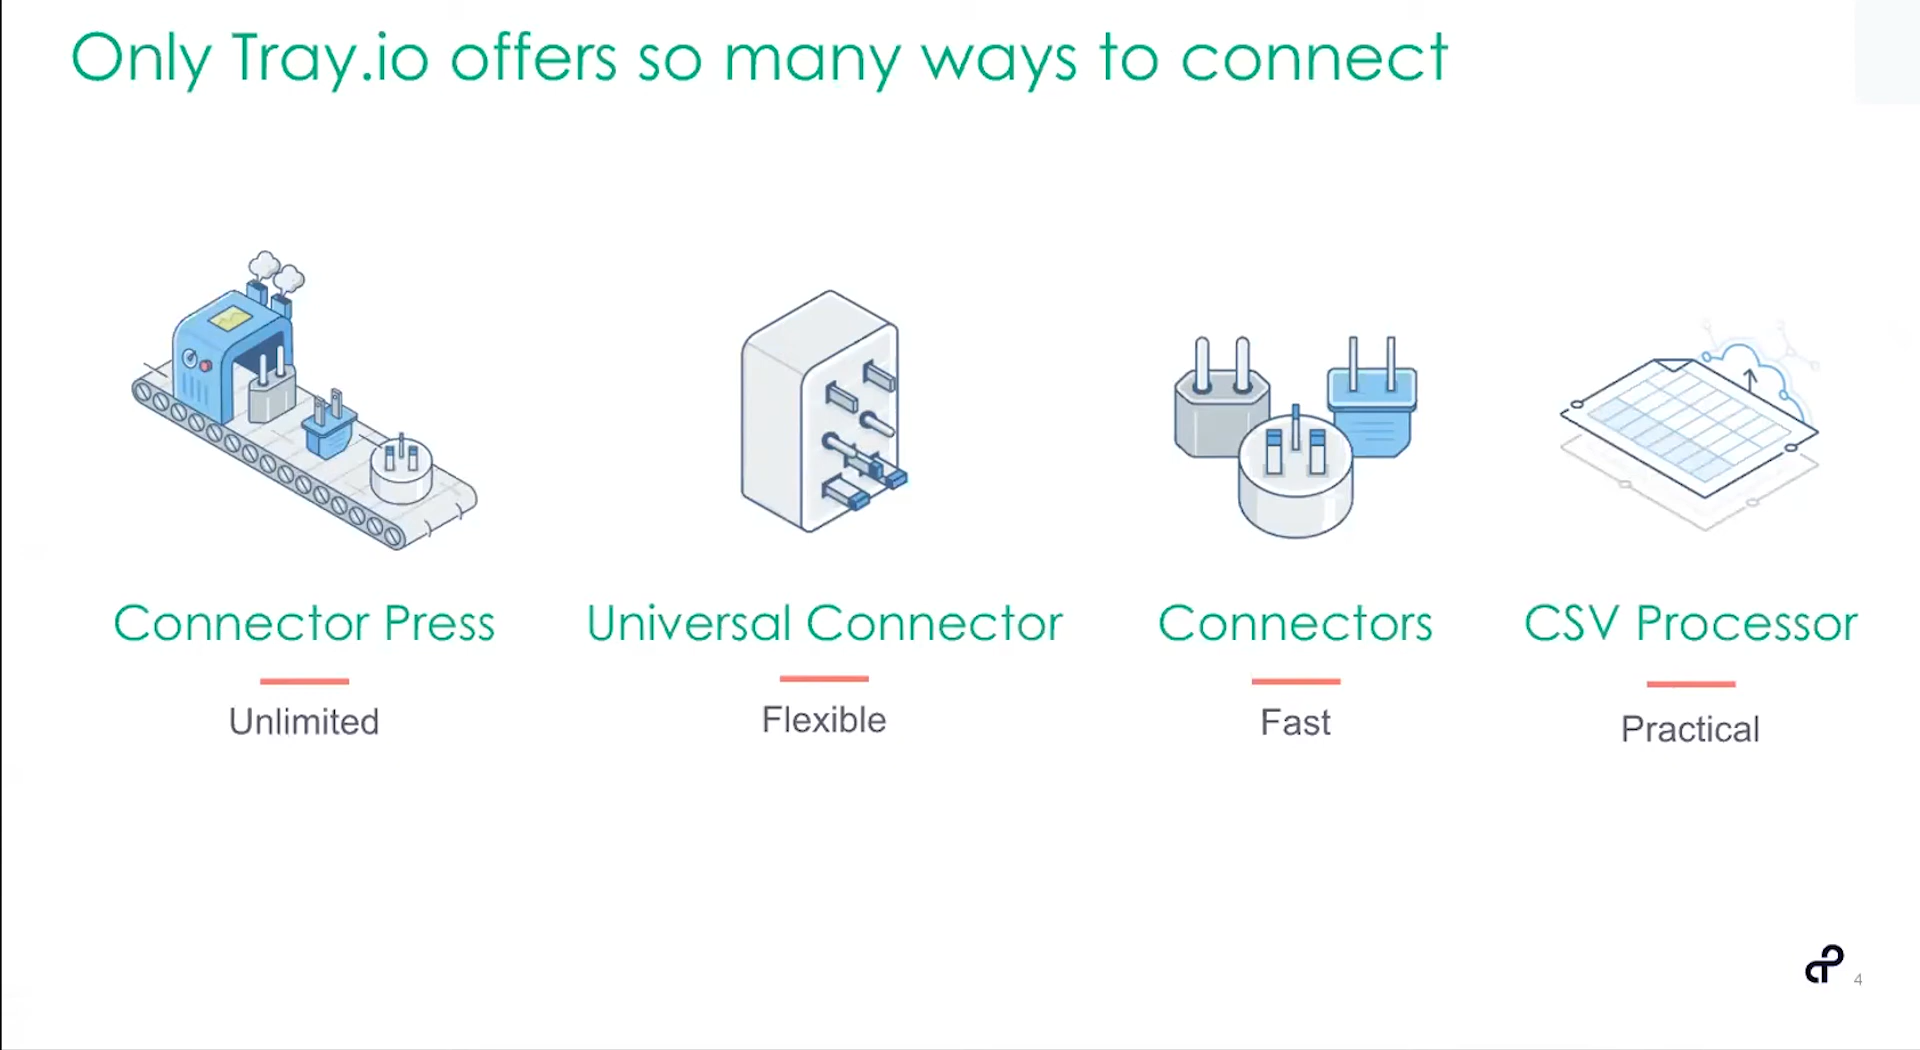 Only Tray.io offers so many ways to connect
Connector Press
Unlimited
Universal Connector
Flexible
Connectors
Fast
CSV Processor
Practical
4